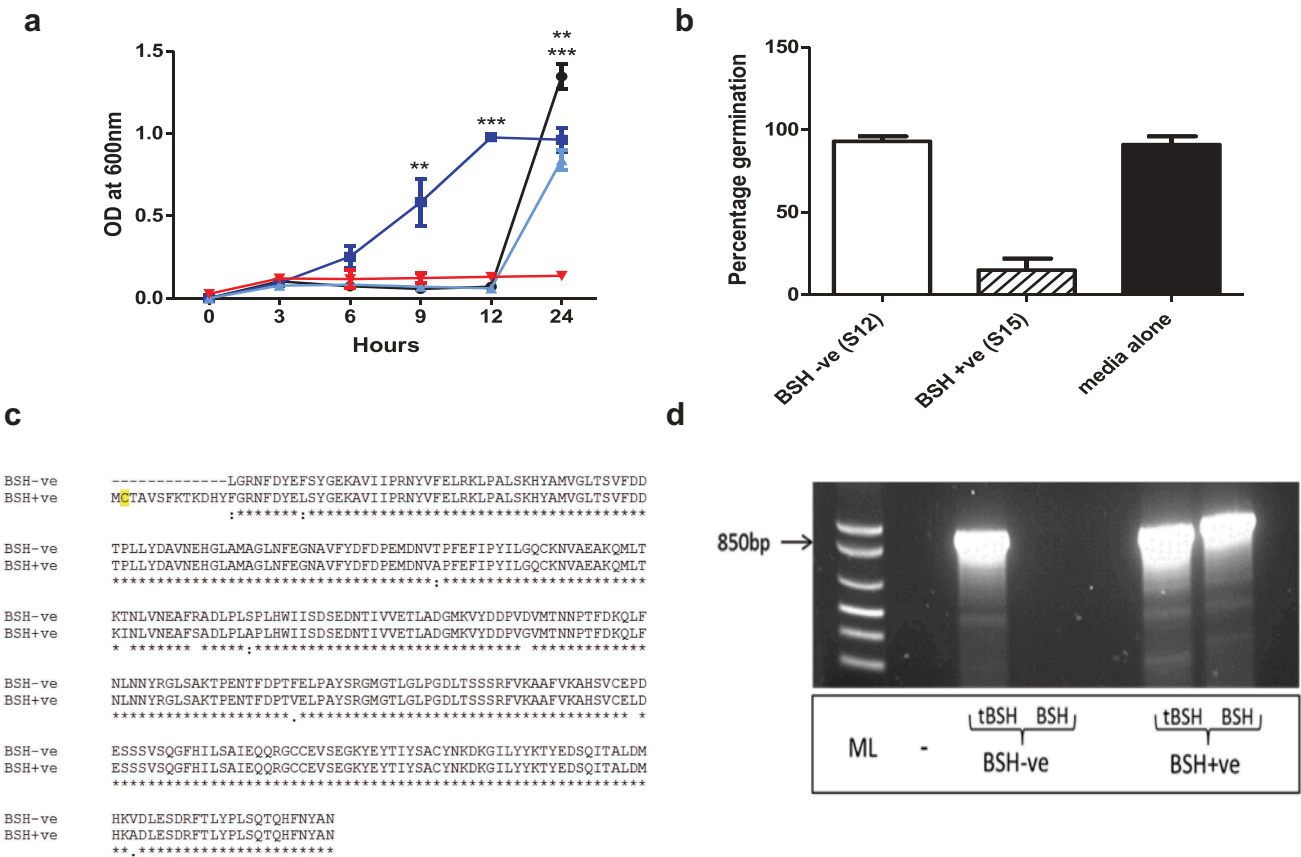 a
**
***
1.5
1.0
0.5
0.0
OD at 600nm
**
***
0 3 6 9 12 24
Hours
b
150
100
50
0
Percentage germination
BSH -ve (S12)
BSH +ve (S15)
media alone
c
BSH-ve -------------LGRNFDYEFSYGEKAVIIPRNYVFELRKLPALSKHYAMVGLTSVFDD
BSH+ve MCTAVSFKTKDHYFGRNFDYELSYGEKAVIIPRNYVFELRKLPALSKHYAMVGLTSVFDD
:*******:**************************************
BSH-ve TPLLYDAVNEHGLAMAGLNFEGNAVFYDFDPEMDNVTPFEFIPYILGQCKNVAEAKQMLT
BSH+ve TPLLYDAVNEHGLAMAGLNFEGNAVFYDFDPEMDNVAPFEFIPYILGQCKNVAEAKQMLT
************************************:***********************
BSH-ve KTNLVNEAFRADLPLSPLHWIISDSEDNTIVVETLADGMKVYDDPVDVMTNNPTFDKQLF
BSH+ve KINLVNEAFSADLPLAPLHWIISDSEDNTIVVETLADGMKVYDDPVGVMTNNPTFDKQLF
* ******* *****:****************************** *************
BSH-ve NLNNYRGLSAKTPENTFDPTFELPAYSRGMGTLGLPGDLTSSSRFVKAAFVKAHSVCEPD
BSH+ve NLNNYRGLSAKTPENTFDPTVELPAYSRGMGTLGLPGDLTSSSRFVKAAFVKAHSVCELD
********************.************************************* *
BSH-ve ESSSVSQGFHILSAIEQQRGCCEVSEGKYEYTIYSACYNKDKGILYYKTYEDSQITALDM
BSH+ve ESSSVSQGFHILSAIEQQRGCCEVSEGKYEYTIYSACYNKDKGILYYKTYEDSQITALDM
************************************************************
BSH-ve HKVDLESDRFTLYPLSQTQHFNYAN
BSH+ve HKADLESDRFTLYPLSQTQHFNYAN
**.**********************
d
850bp
ML - tBSH BSH tBSH BSH
BSH-ve BSH+ve